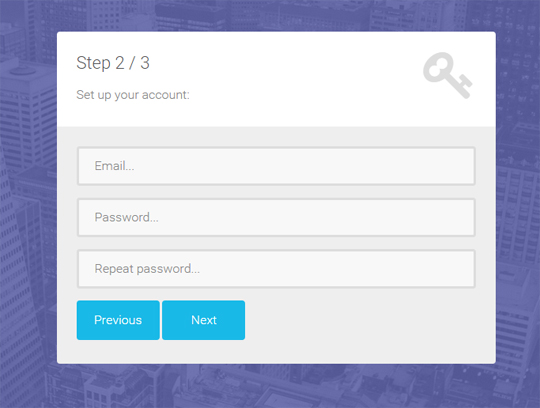 Step 2 / 3
Set up your account:
Email...
Password...
Repeat password...
Previous Next